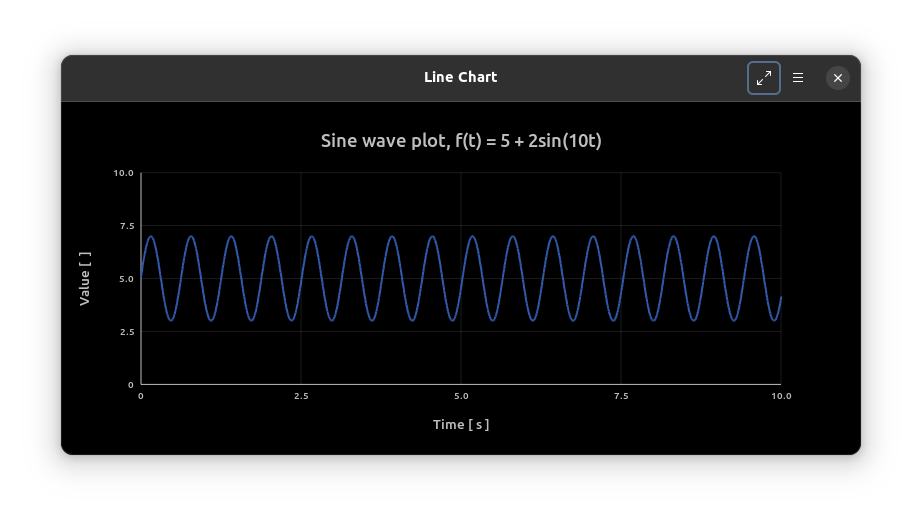 Line Chart
Sine wave plot, f(t) = 5 + 2sin(10t)
10.0
7.5
5.0
2.5
0
Value [ ]
0 2.5 5.0 7.5 10.0
Time [ s ]